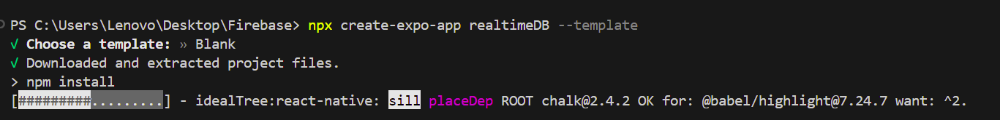 PS C:\Users\Lenovo\Desktop\Firebase> npx create-expo-app realtimeDB --template
√ Choose a template: » Blank
√ Downloaded and extracted project files.
> npm install
[#########.........] - idealTree:react-native: sill placeDep ROOT chalk@2.4.2 OK for: @babel/highlight@7.24.7 want: ^2.